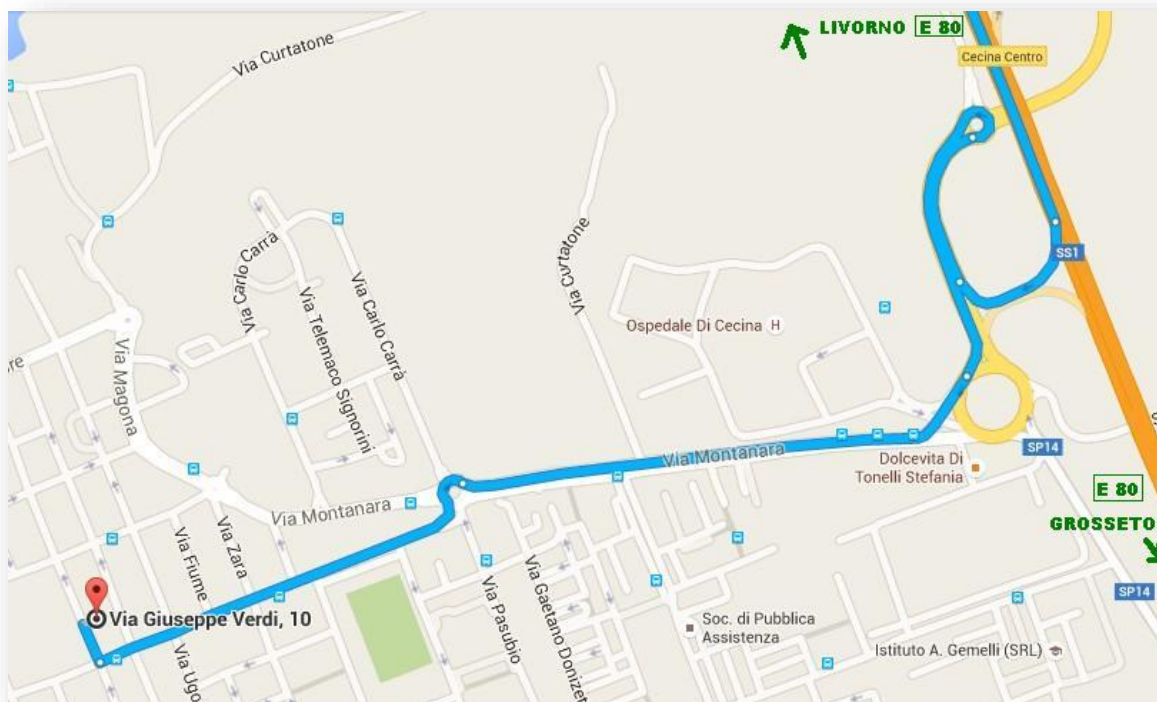 LIVORNO E 80
Via Curtatone
Cecina Centro
Via Carlo Carrà
Via Curtatone
SS1
Via Carlo Carrà
Via Telemaco Signorini
Ospedale Di Cecina H
Via Magona
Via Montanara
SP14
Dolcevita Di
Tonelli Stefania
E 80
GROSSETO
Via Montanara
Via Zara
Via Fiume
Via Pasubio
Via Gaetano Donizet
SP14
Via Giuseppe Verdi, 10
Soc. di Pubblica
Assistenza
Via Ugo
Istituto A. Gemelli (SRL)